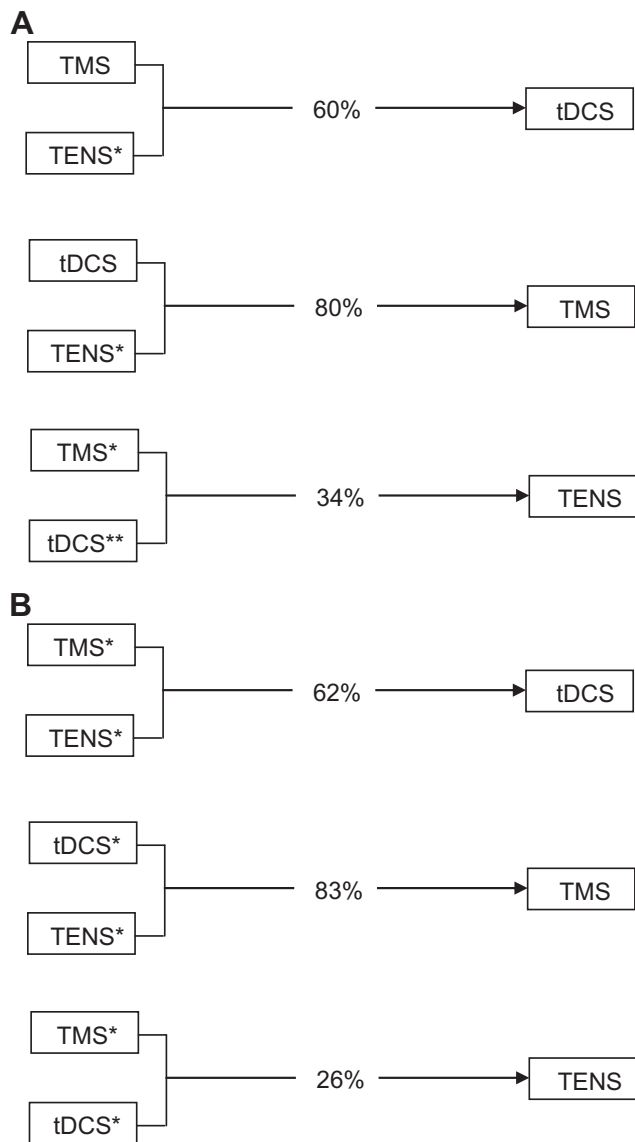 A
TMS
60%
tDCS
TENS*
tDCS
80%
TMS
TENS*
TMS*
34%
TENS
tDCS**
B
TMS*
62%
tDCS
TENS*
tDCS*
83%
TMS
TENS*
TMS*
26%
TENS
tDCS*